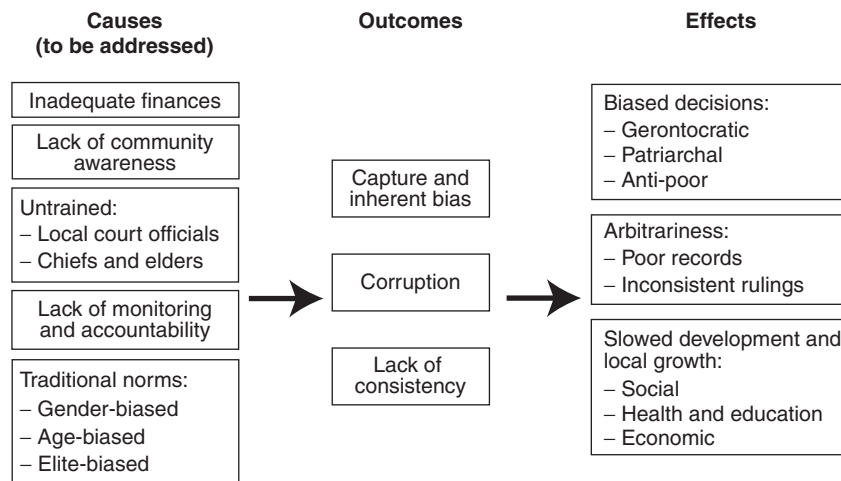 Causes
(to be addressed)
Inadequate finances
Lack of community
awareness
Untrained:
– Local court officials
– Chiefs and elders
Lack of monitoring
and accountability
Traditional norms:
– Gender-biased
– Age-biased
– Elite-biased
Outcomes
Capture and
inherent bias
Corruption
Lack of
consistency
Effects
Biased decisions:
– Gerontocratic
– Patriarchal
– Anti-poor
Arbitrariness:
– Poor records
– Inconsistent rulings
Slowed development and
local growth:
– Social
– Health and education
– Economic